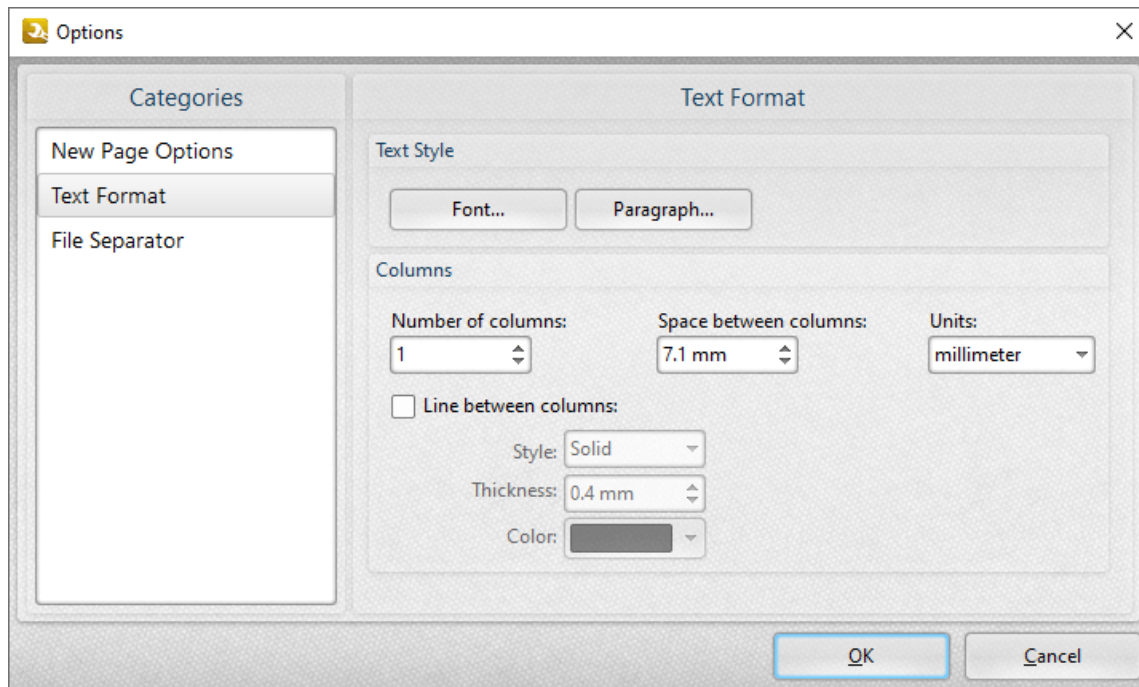 Options
Categories
New Page Options
Text Format
File Separator
Text Format
Text Style
Font...
Paragraph...
Columns
Number of columns:
Space between columns:
Units:
1
7.1 mm
millimeter
Line between columns:
Style: Solid
Thickness: 0.4 mm
Color:
OK
Cancel